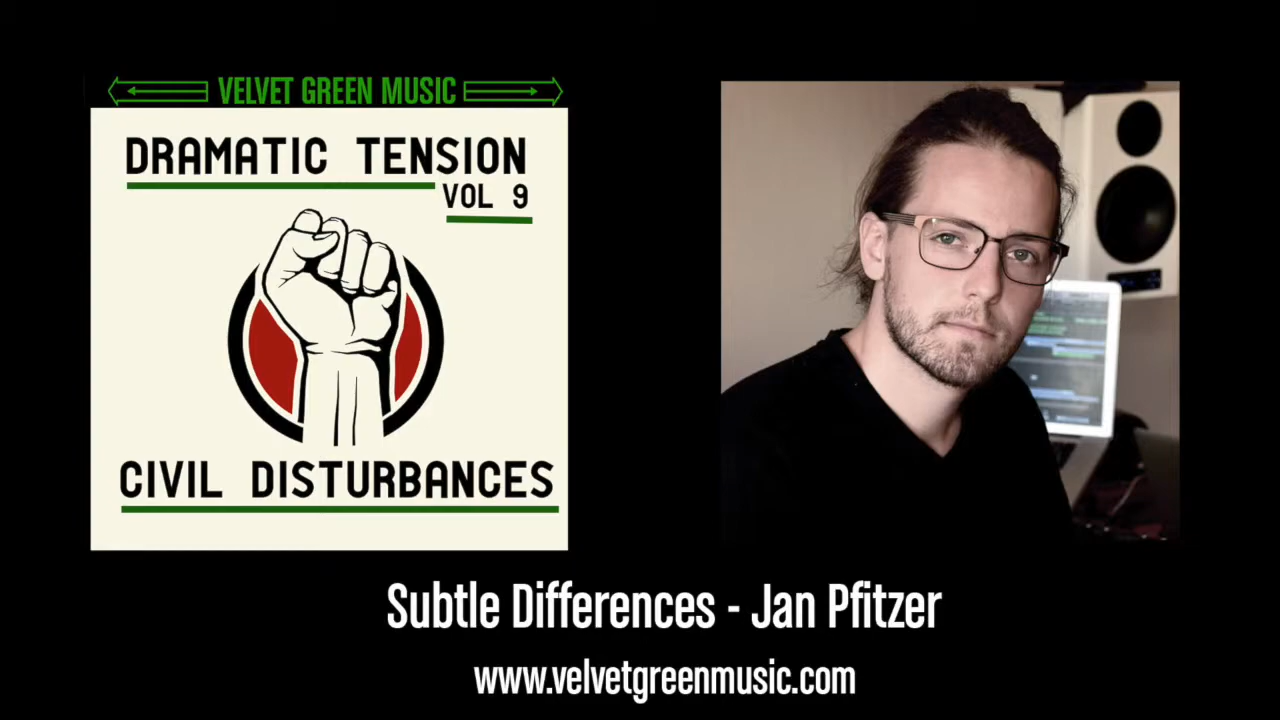 VELVET GREEN MUSIC
DRAMATIC TENSION
VOL 9
CIVIL DISTURBANCES
Subtle Differences - Jan Pfitzer
www.velvetgreenmusic.com